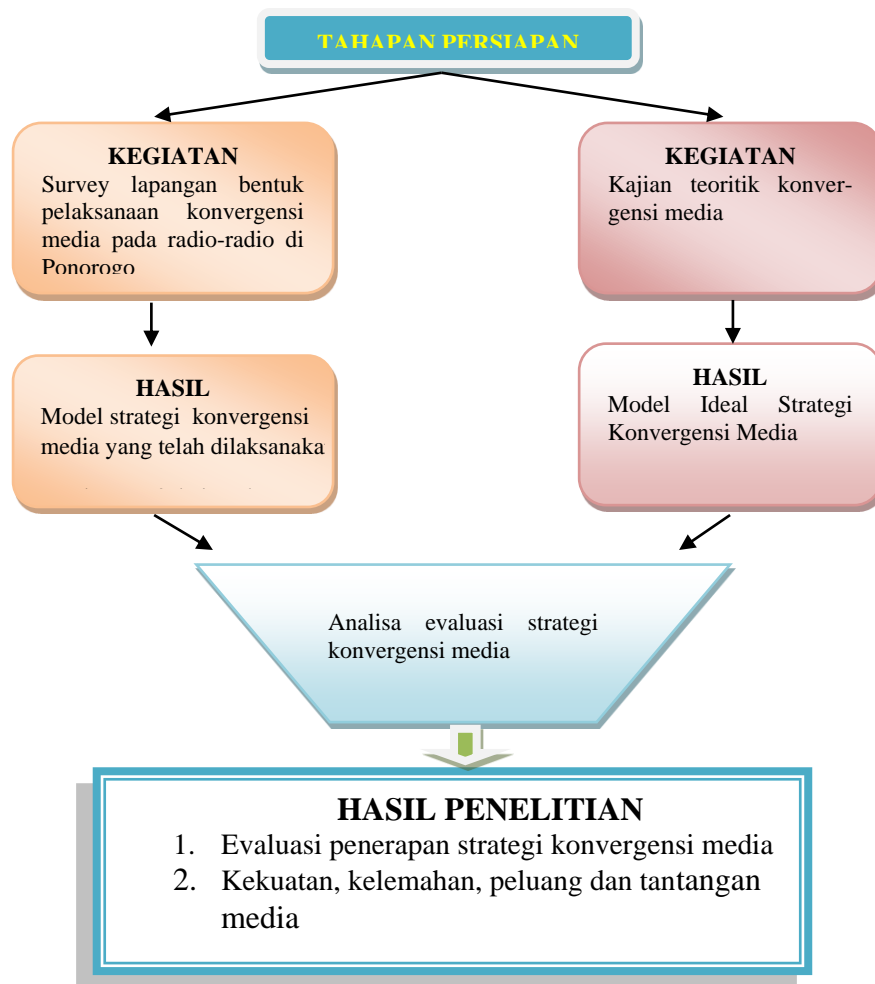 TAHAPAN PERSIAPAN
KEGIATAN
Survey lapangan bentuk
pelaksanaan konvergensi
media pada radio-radio di
Ponorogo
KEGIATAN
Kajian teoritik konver-
gensi media
HASIL
Model strategi konvergensi
media yang telah dilaksanaka
HASIL
Model Ideal Strategi
Konvergensi Media
Analisa evaluasi strategi
konvergensi media
HASIL PENELITIAN
1. Evaluasi penerapan strategi konvergensi media
2. Kekuatan, kelemahan, peluang dan tantangan
media